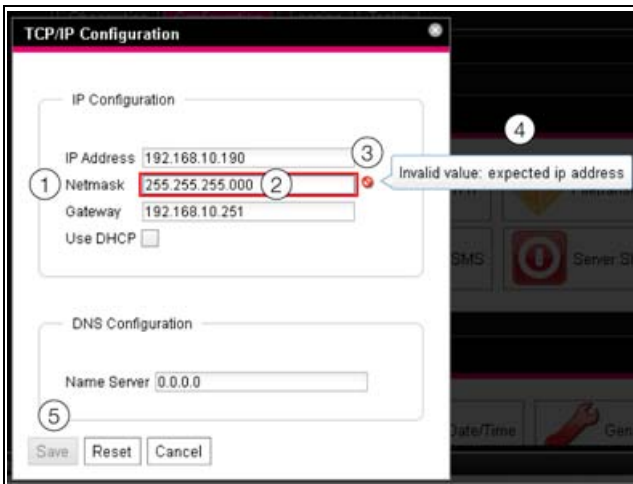 TCP/IP Configuration
IP Configuration
4
IP Address 192.168.10.190
3
Invalid value: expected ip address
1 Netmask 255.255.255.000 2
Gateway 192.168.10.251
Use DHCP
SMS
Server
DNS Configuration
Name Server 0.0.0.0
5
Date/Time
Save Reset Cancel